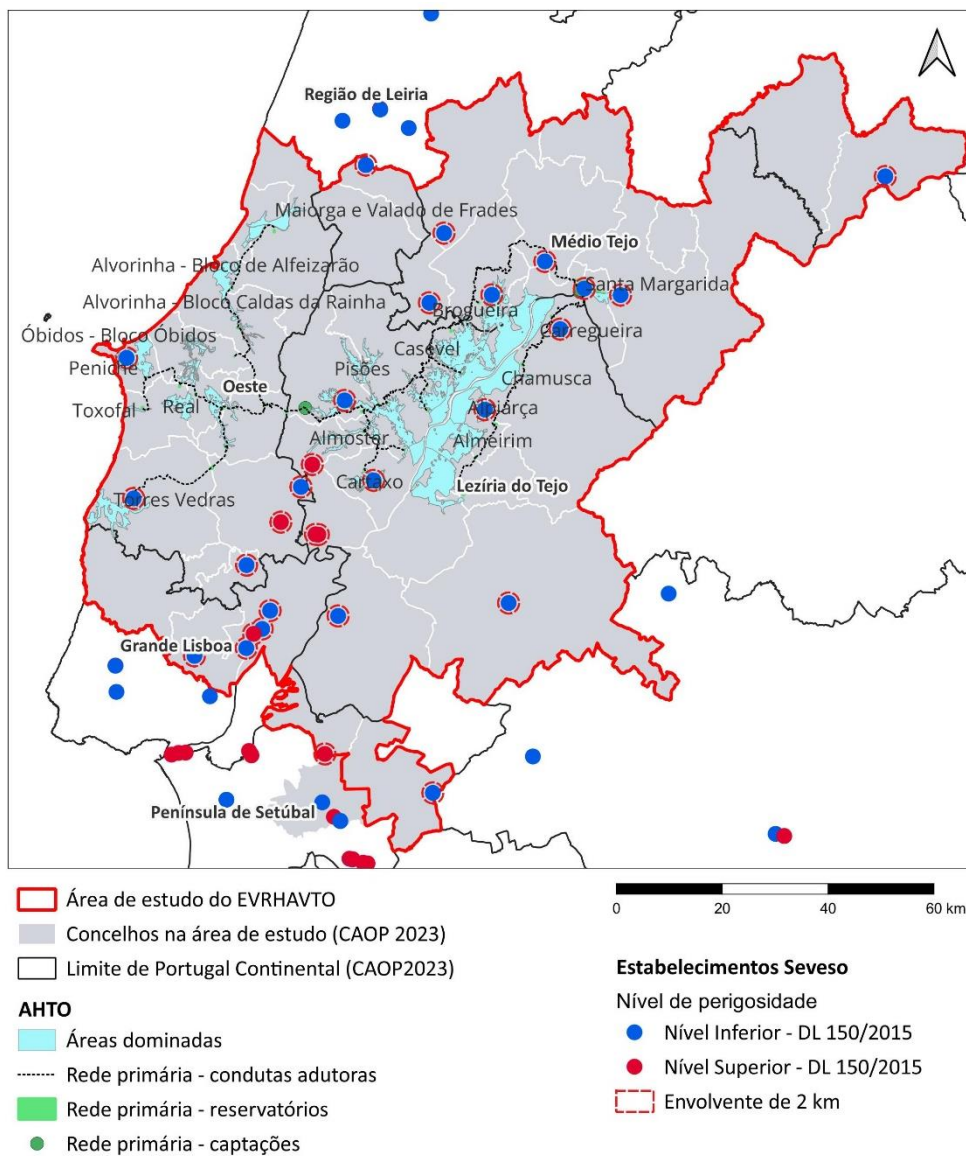 Região de Leiria
Maiorga e Valado de Frades
Médio Tejo
Alvorinha - Bloco de Alfeizarão
Santa Margarida
Alvorinha - Bloco Caldas da Rainha
Brogueira
Óbidos - Bloco Óbidos
Carregueira
Casével
Peniche
Pisões
Chamusca
Oeste
Toxofal
Real
Alpiarça
Almoster
Almeirim
Cartaxo
Lezíria do Tejo
Torres Vedras
Grande Lisboa
Península de Setúbal
Área de estudo do EVRHAVTO
Concelhos na área de estudo (CAOP 2023)
Limite de Portugal Continental (CAOP2023)
AHTO
Áreas dominadas
Rede primária - condutas adutoras
Rede primária - reservatórios
Rede primária - captações
0 20 40 60 km
Estabelecimentos Seveso
Nível de perigosidade
Nível Inferior - DL 150/2015
Nível Superior - DL 150/2015
Envolvente de 2 km